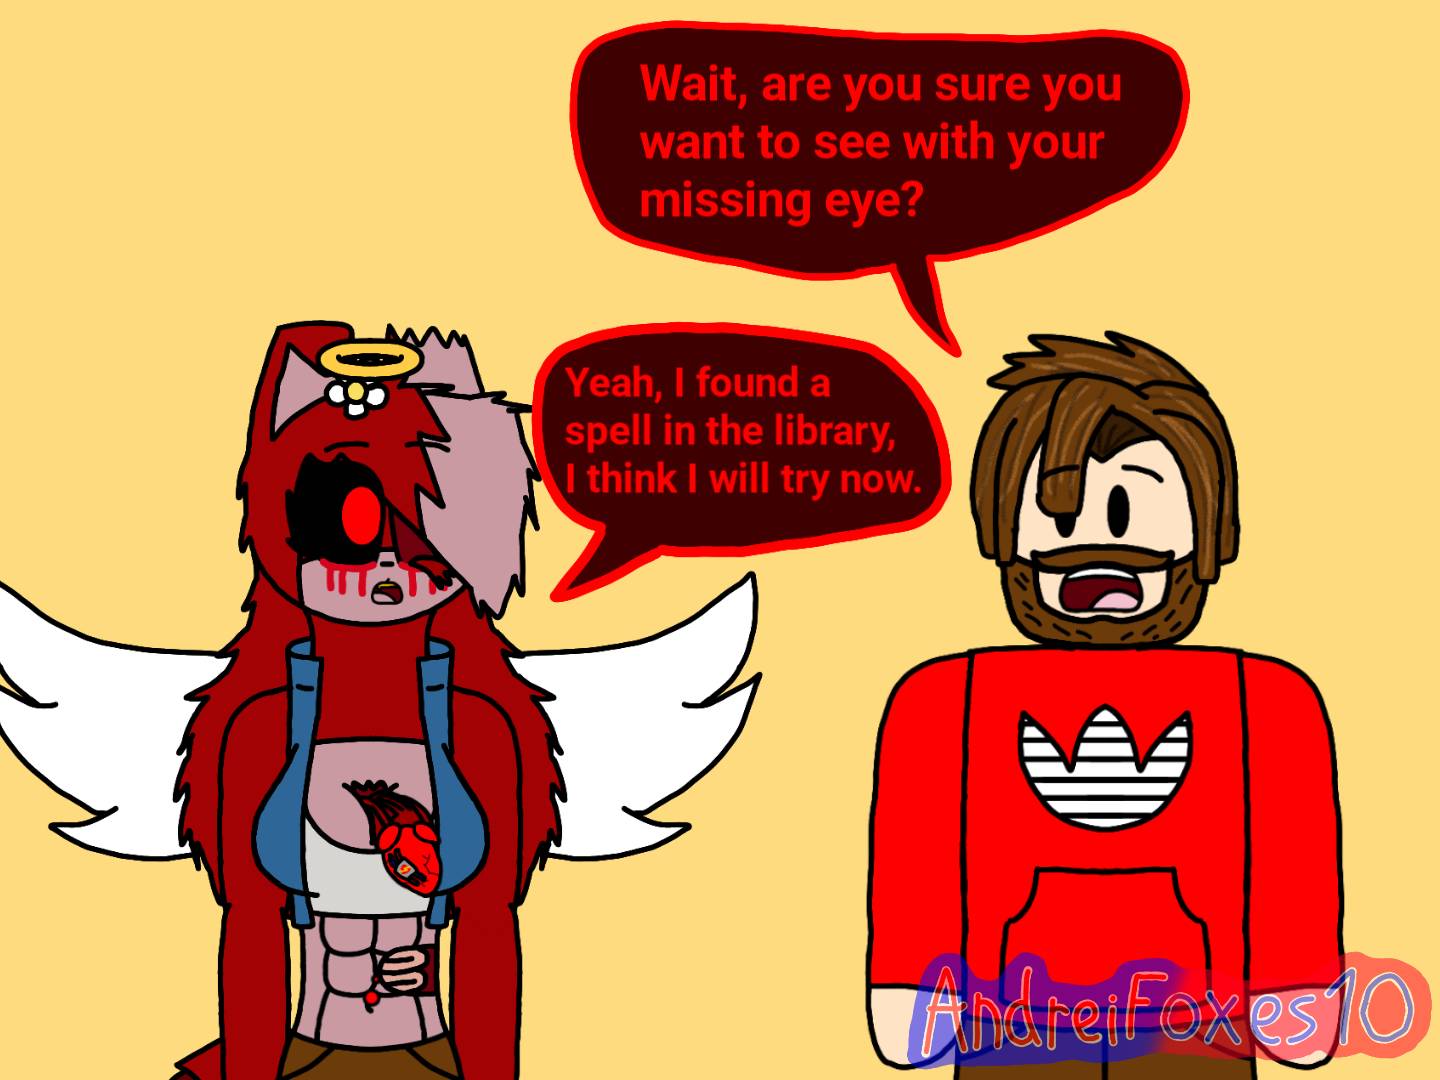 Wait, are you sure you
want to see with your
missing eye?
Yeah, I found a
spell in the library,
I think I will try now.
AndreiFoxes10